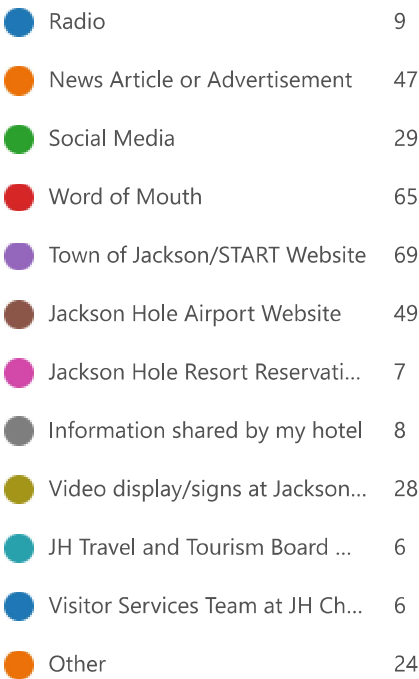 Radio 9
News Article or Advertisement 47
Social Media 29
Word of Mouth 65
Town of Jackson/START Website 69
Jackson Hole Airport Website 49
Jackson Hole Resort Reservati... 7
Information shared by my hotel 8
Video display/signs at Jackson... 28
JH Travel and Tourism Board ... 6
Visitor Services Team at JH Ch... 6
Other 24